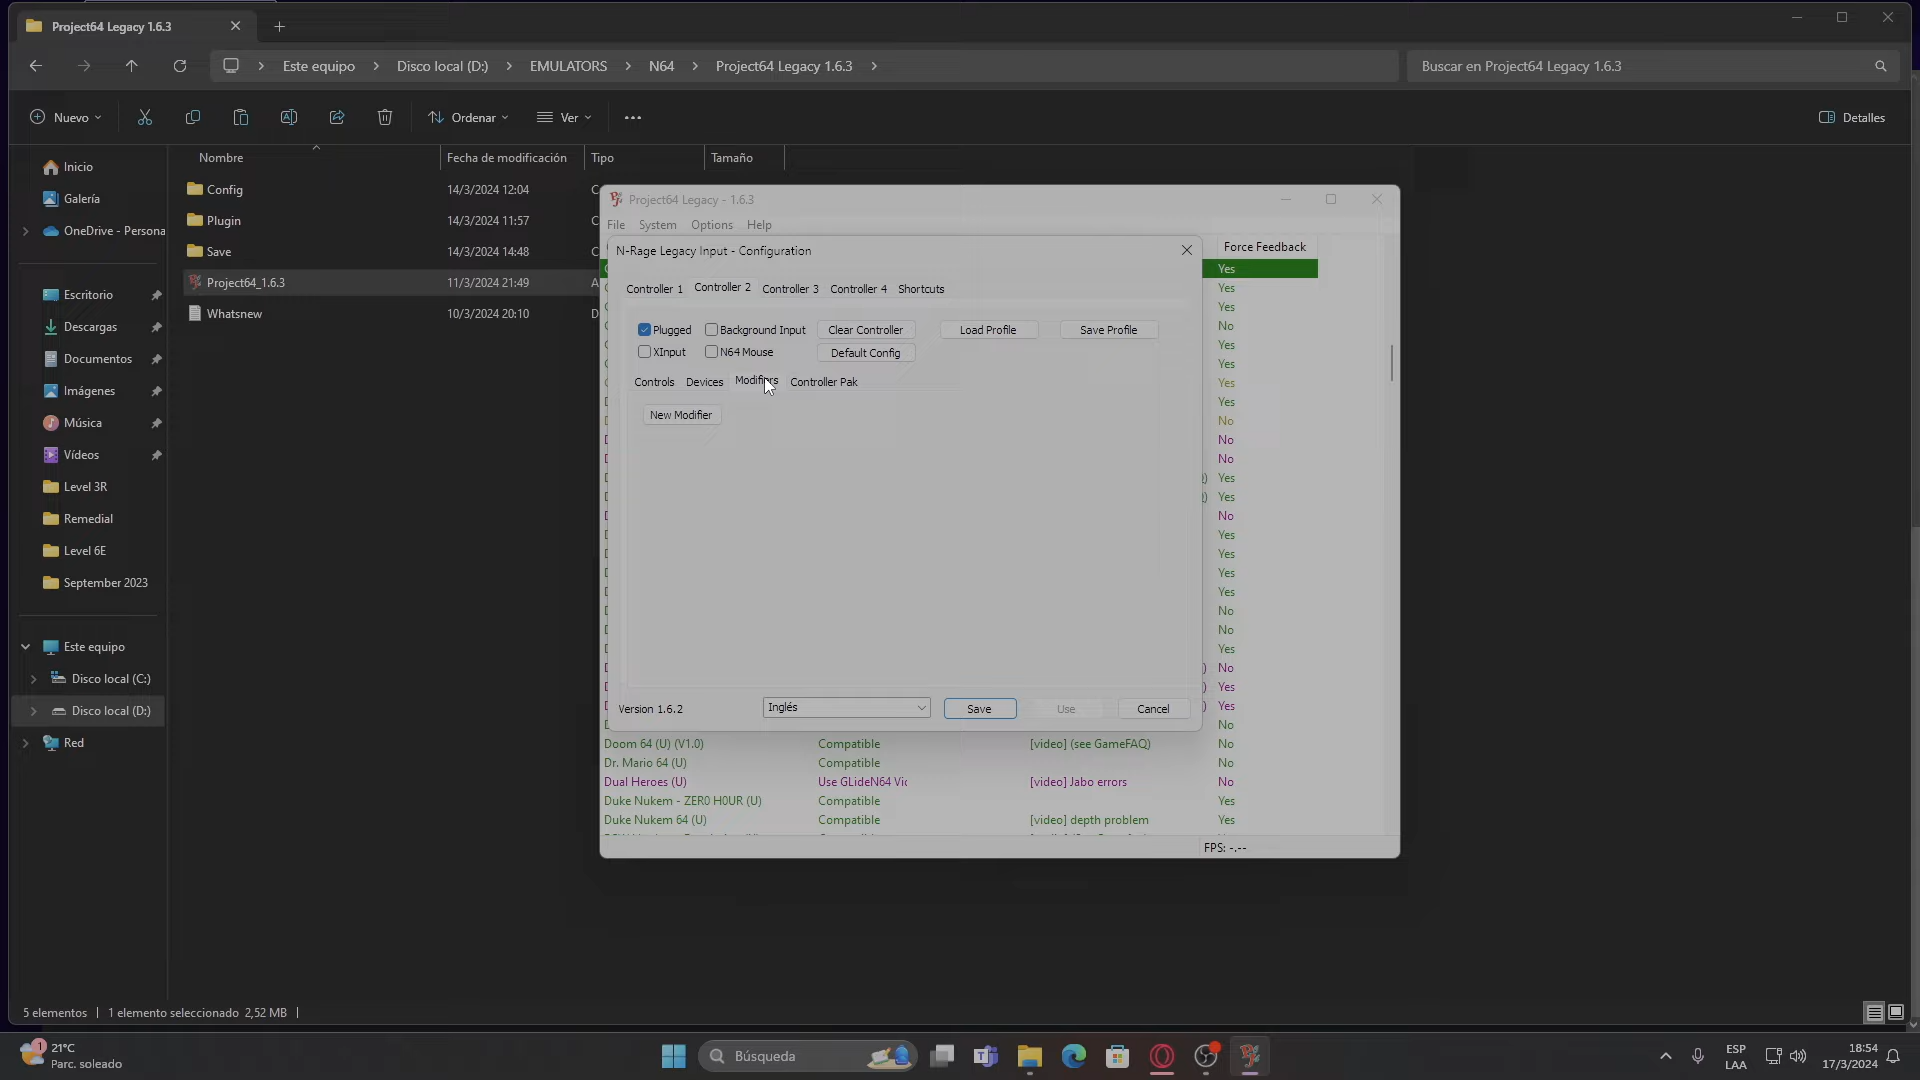 Project64 Legacy 1.6.3
Este equipo
Disco local (D:)
EMULATORS
N64
Project64 Legacy 1.6.3
Buscar en Project64 Legacy 1.6.3
Nuevo
Ordenar
Ver
Detalles
Nombre
Fecha de modificación
Tipo
Tamaño
Inicio
Galería
OneDrive - Persona
Escritorio
Descargas
Documentos
Imágenes
Música
Vídeos
Level 3R
Remedial
Level 6E
September 2023
Este equipo
Disco local (C:)
Disco local (D:)
Red
Config 14/3/2024 12:04
Plugin 14/3/2024 11:57
Save 14/3/2024 14:48
Project64_1.6.3 11/3/2024 21:49
Whatsnew 10/3/2024 20:10
Project64 Legacy - 1.6.3
File System Options Help
N-Rage Legacy Input - Configuration
Controller 1 Controller 2 Controller 3 Controller 4 Shortcuts
Plugged Background Input Clear Controller Load Profile Save Profile
XInput N64 Mouse Default Config
Controls Devices Modifiers Controller Pak
New Modifier
Version 1.6.2 Inglés Save Use Cancel
Force Feedback
Yes
Yes
Yes
No
Yes
Yes
Yes
Yes
No
No
No
Yes
Yes
No
Yes
Yes
Yes
Yes
No
No
Yes
No
Yes
Yes
No
Doom 64 (U) (V1.0) Compatible [video] (see GameFAQ) No
Dr. Mario 64 (U) Compatible No
Dual Heroes (U) Use GLideN64 Vic [video] Jabo errors No
Duke Nukem - ZER0 H0UR (U) Compatible Yes
Duke Nukem 64 (U) Compatible [video] depth problem Yes
FPS: -.--
5 elementos | 1 elemento seleccionado 2,52 MB |
1
21°C
Parc. soleado
Búsqueda
ESP
LAA
18:54
17/3/2024